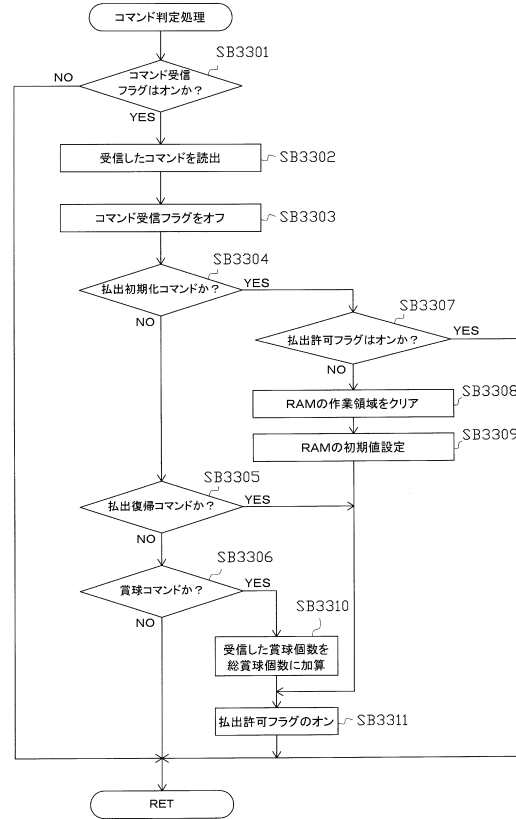 コマンド判定処理
SB3301
NO
コマンド受信
フラグはオンか？
YES
受信したコマンドを読出
SB3302
コマンド受信フラグをオフ
SB3303
SB3304
払出初期化コマンドか？
YES
NO
SB3307
払出許可フラグはオンか？
YES
NO
RAMの作業領域をクリア
SB3308
RAMの初期値設定
SB3309
SB3305
払出復帰コマンドか？
YES
NO
SB3306
賞球コマンドか？
YES
NO
SB3310
受信した賞球個数を
総賞球個数に加算
払出許可フラグのオン
SB3311
RET